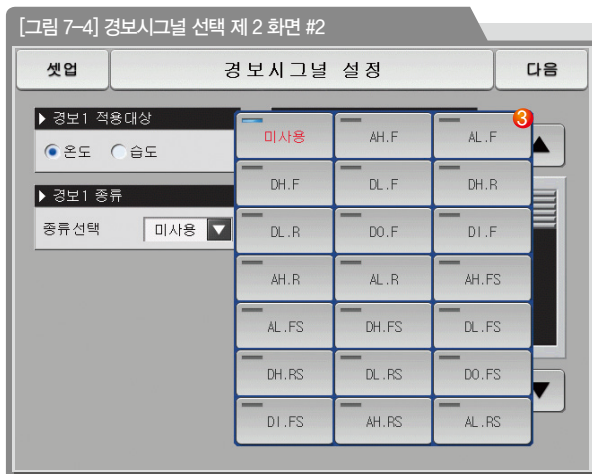 [그림 7-4] 경보시그널 선택 제 2 화면 #2
셋업
경보시그널 설정
다음
▶ 경보1 적용대상
온도 습도
▶ 경보1 종류
종류선택 미사용
3
미사용 AH.F AL.F
DH.F DL.F DH.R
DL.R DO.F DI.F
AH.R AL.R AH.FS
AL.FS DH.FS DL.FS
DH.RS DL.RS DO.FS
DI.FS AH.RS AL.RS